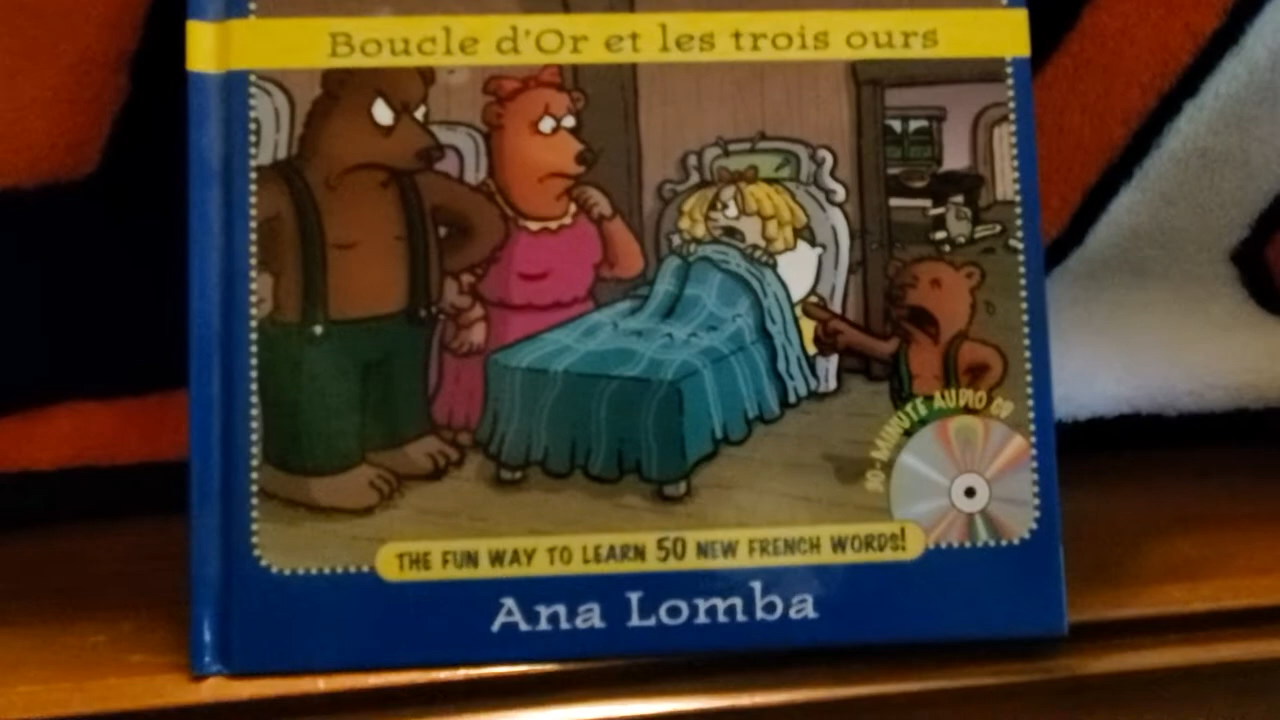 Boucle d'Or et les trois ours
-MINUTE AUDIO CD
THE FUN WAY TO LEARN 50 NEW FRENCH WORDS!
Ana Lomba